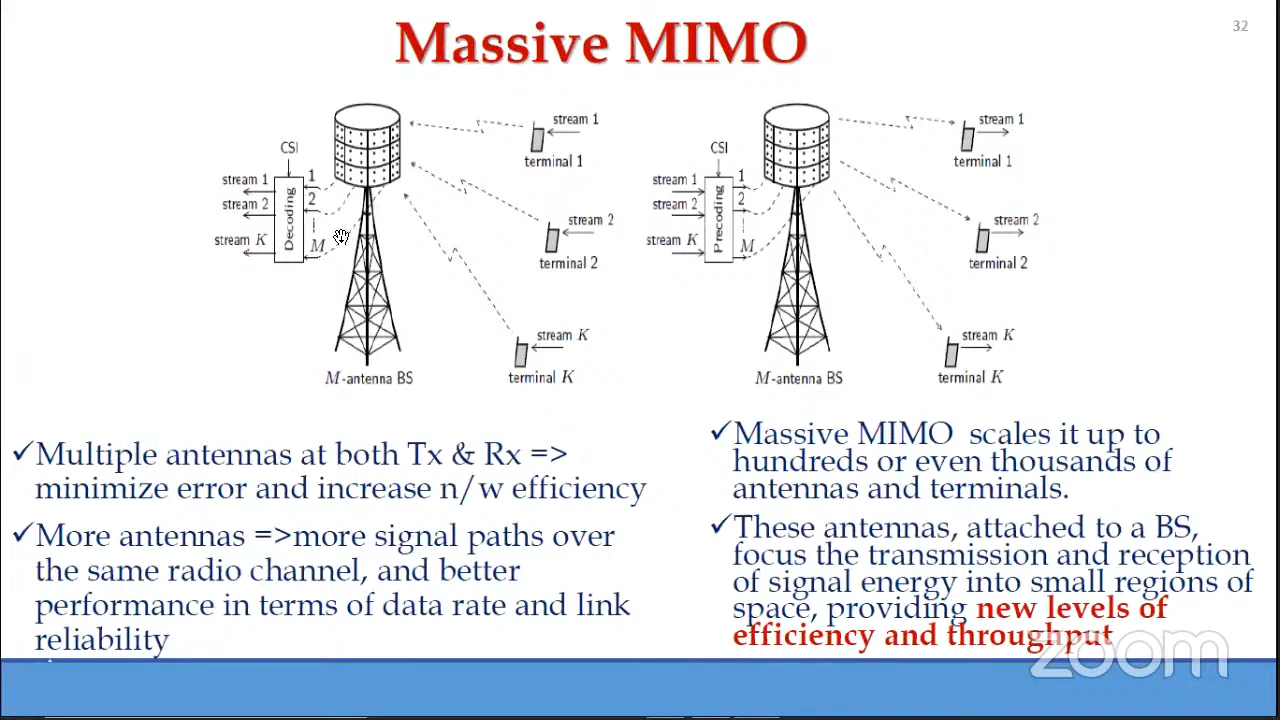 Massive MIMO
32
CSI
stream 1
stream 2
stream K
Decoding
1
2
M
M-antenna BS
stream 1
terminal 1
stream 2
terminal 2
stream K
terminal K
CSI
stream 1
stream 2
stream K
Precoding
1
2
M
M-antenna BS
stream 1
terminal 1
stream 2
terminal 2
stream K
terminal K
✓Multiple antennas at both Tx & Rx =>
minimize error and increase n/w efficiency
✓More antennas =>more signal paths over
the same radio channel, and better
performance in terms of data rate and link
reliability
✓Massive MIMO scales it up to
hundreds or even thousands of
antennas and terminals.
✓These antennas, attached to a BS,
focus the transmission and reception
of signal energy into small regions of
space, providing new levels of
efficiency and throughput
zoom